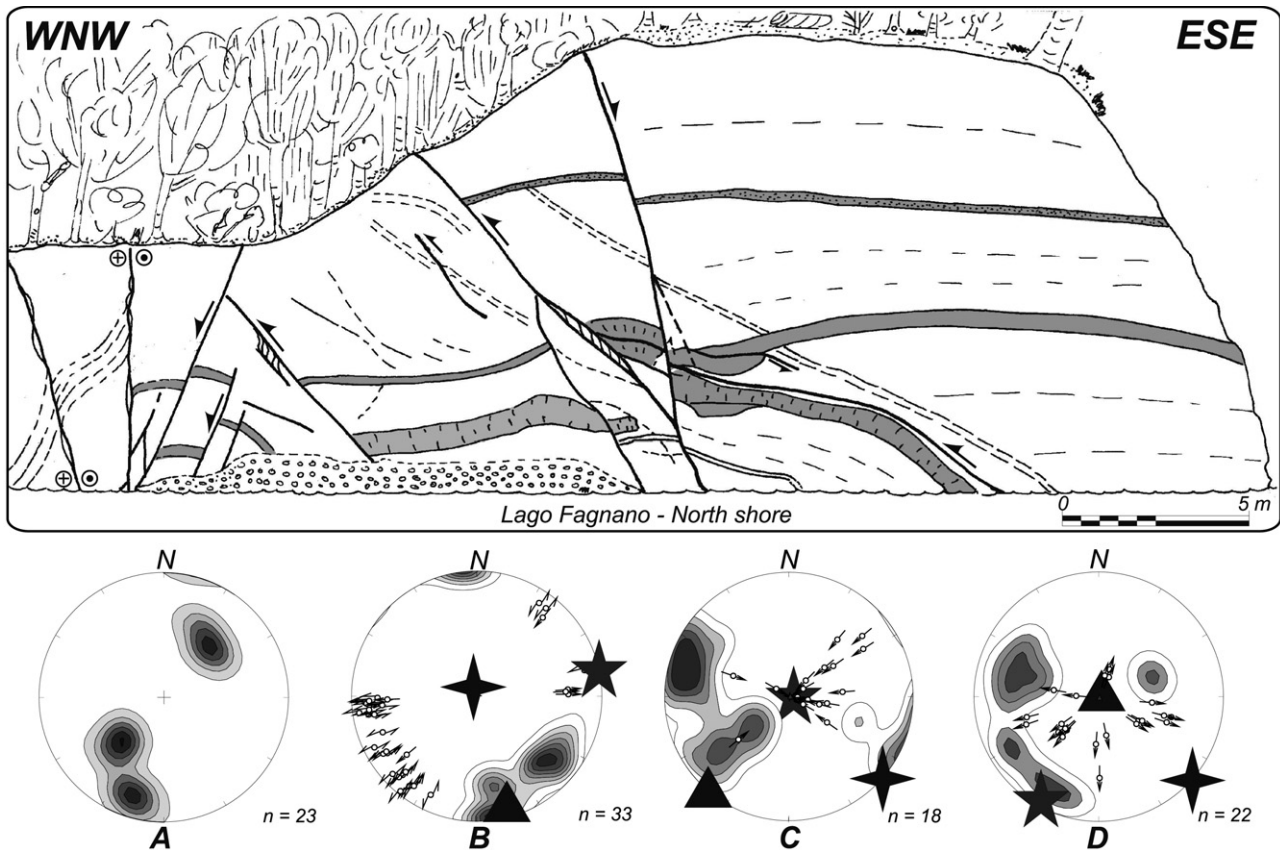 WNW
ESE
0
5 m
Lago Fagnano - North shore
N
N
N
N
n = 23
n = 33
n = 18
n = 22
A
B
C
D